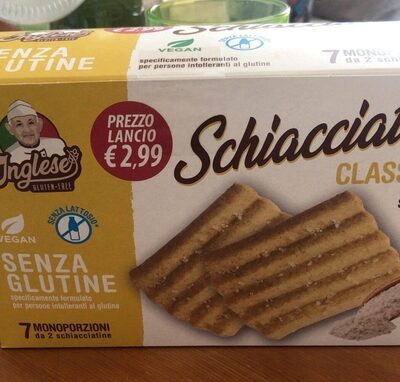 SENZA
GLUTINE
VEGAN
specificamente formulato
per persone intolleranti al glutine
7 MONOPORZIONI
da 2 schiacciatine
PREZZO
LANCIO
€2,99
Schiacciat
CLASS
Inglese
GLUTEN-FREE
VEGAN
SENZA LATTOSIO*
SENZA
GLUTINE
specificamente formulato
per persone intolleranti al glutine
7 MONOPORZIONI
da 2 schiacciatine